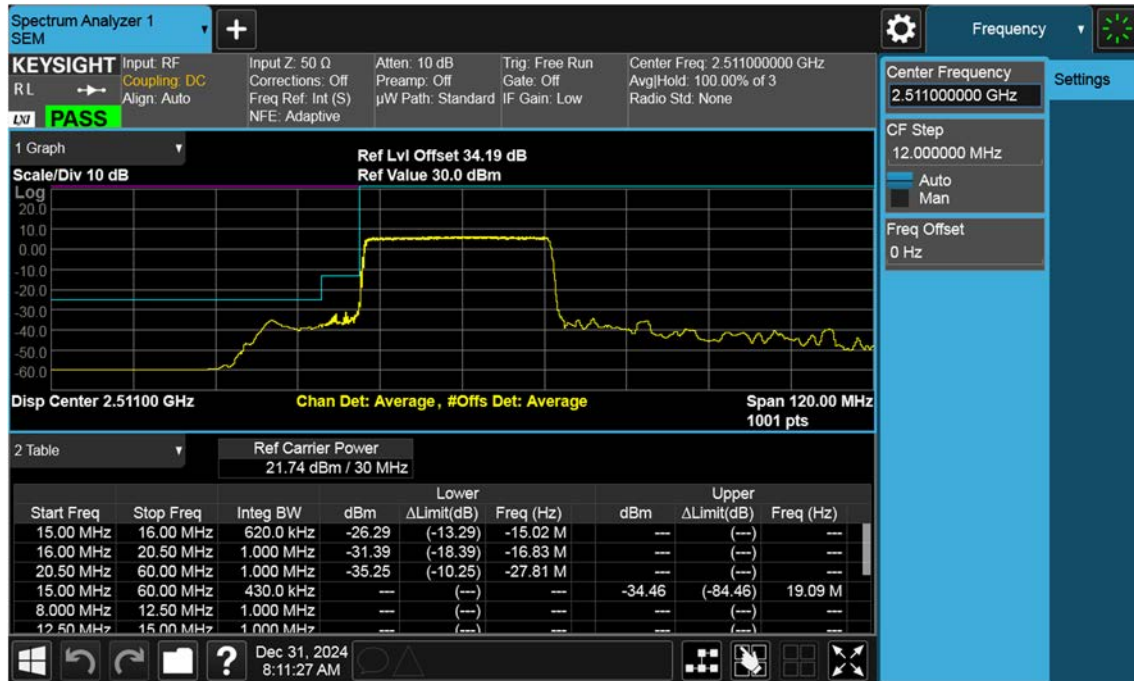 Spectrum Analyzer 1
SEM
+
Frequency
KEYSIGHT
RL
LXI
PASS
Input: RF
Coupling: DC
Align: Auto
Input Z: 50 Ω
Corrections: Off
Freq Ref: Int (S)
NFE: Adaptive
Atten: 10 dB
Preamp: Off
µW Path: Standard
Trig: Free Run
Gate: Off
IF Gain: Low
Center Freq: 2.511000000 GHz
Avg|Hold: 100.00% of 3
Radio Std: None
Center Frequency
2.511000000 GHz
Settings
CF Step
12.000000 MHz
Auto
Man
Freq Offset
0 Hz
1 Graph
Ref Lvl Offset 34.19 dB
Scale/Div 10 dB
Ref Value 30.0 dBm
Log
20.0
10.0
0.00
-10.0
-20.0
-30.0
-40.0
-50.0
-60.0
Disp Center 2.51100 GHz
Chan Det: Average, #Offs Det: Average
Span 120.00 MHz
1001 pts
2 Table
Ref Carrier Power
21.74 dBm / 30 MHz
Lower Upper
Start Freq Stop Freq Integ BW dBm ΔLimit(dB) Freq (Hz) dBm ΔLimit(dB) Freq (Hz)
15.00 MHz 16.00 MHz 620.0 kHz -26.29 (-13.29) -15.02 M --- (---) ---
16.00 MHz 20.50 MHz 1.000 MHz -31.39 (-18.39) -16.83 M --- (---) ---
20.50 MHz 60.00 MHz 1.000 MHz -35.25 (-10.25) -27.81 M --- (---) ---
15.00 MHz 60.00 MHz 430.0 kHz --- (---) --- -34.46 (-84.46) 19.09 M
8.000 MHz 12.50 MHz 1.000 MHz --- (---) --- --- (---) ---
12.50 MHz 15.00 MHz 1.000 MHz --- (---) --- --- (---) ---
?
Dec 31, 2024
8:11:27 AM